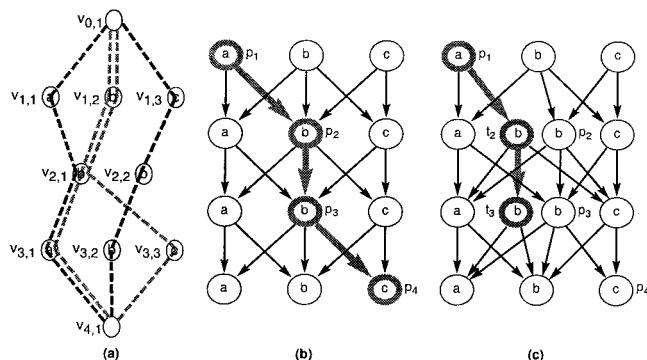 v0,1
v1,1 a v1,2 b v1,3 c
v2,1 b v2,2 b
v3,1 a v3,2 b v3,3 c
v4,1
(a)
a p1 b c
a b p2 c
a b p3 c
a b c p4
(b)
a p1 b c
a t2 b b p2 c
a t3 b b p3 c
a b c p4
(c)